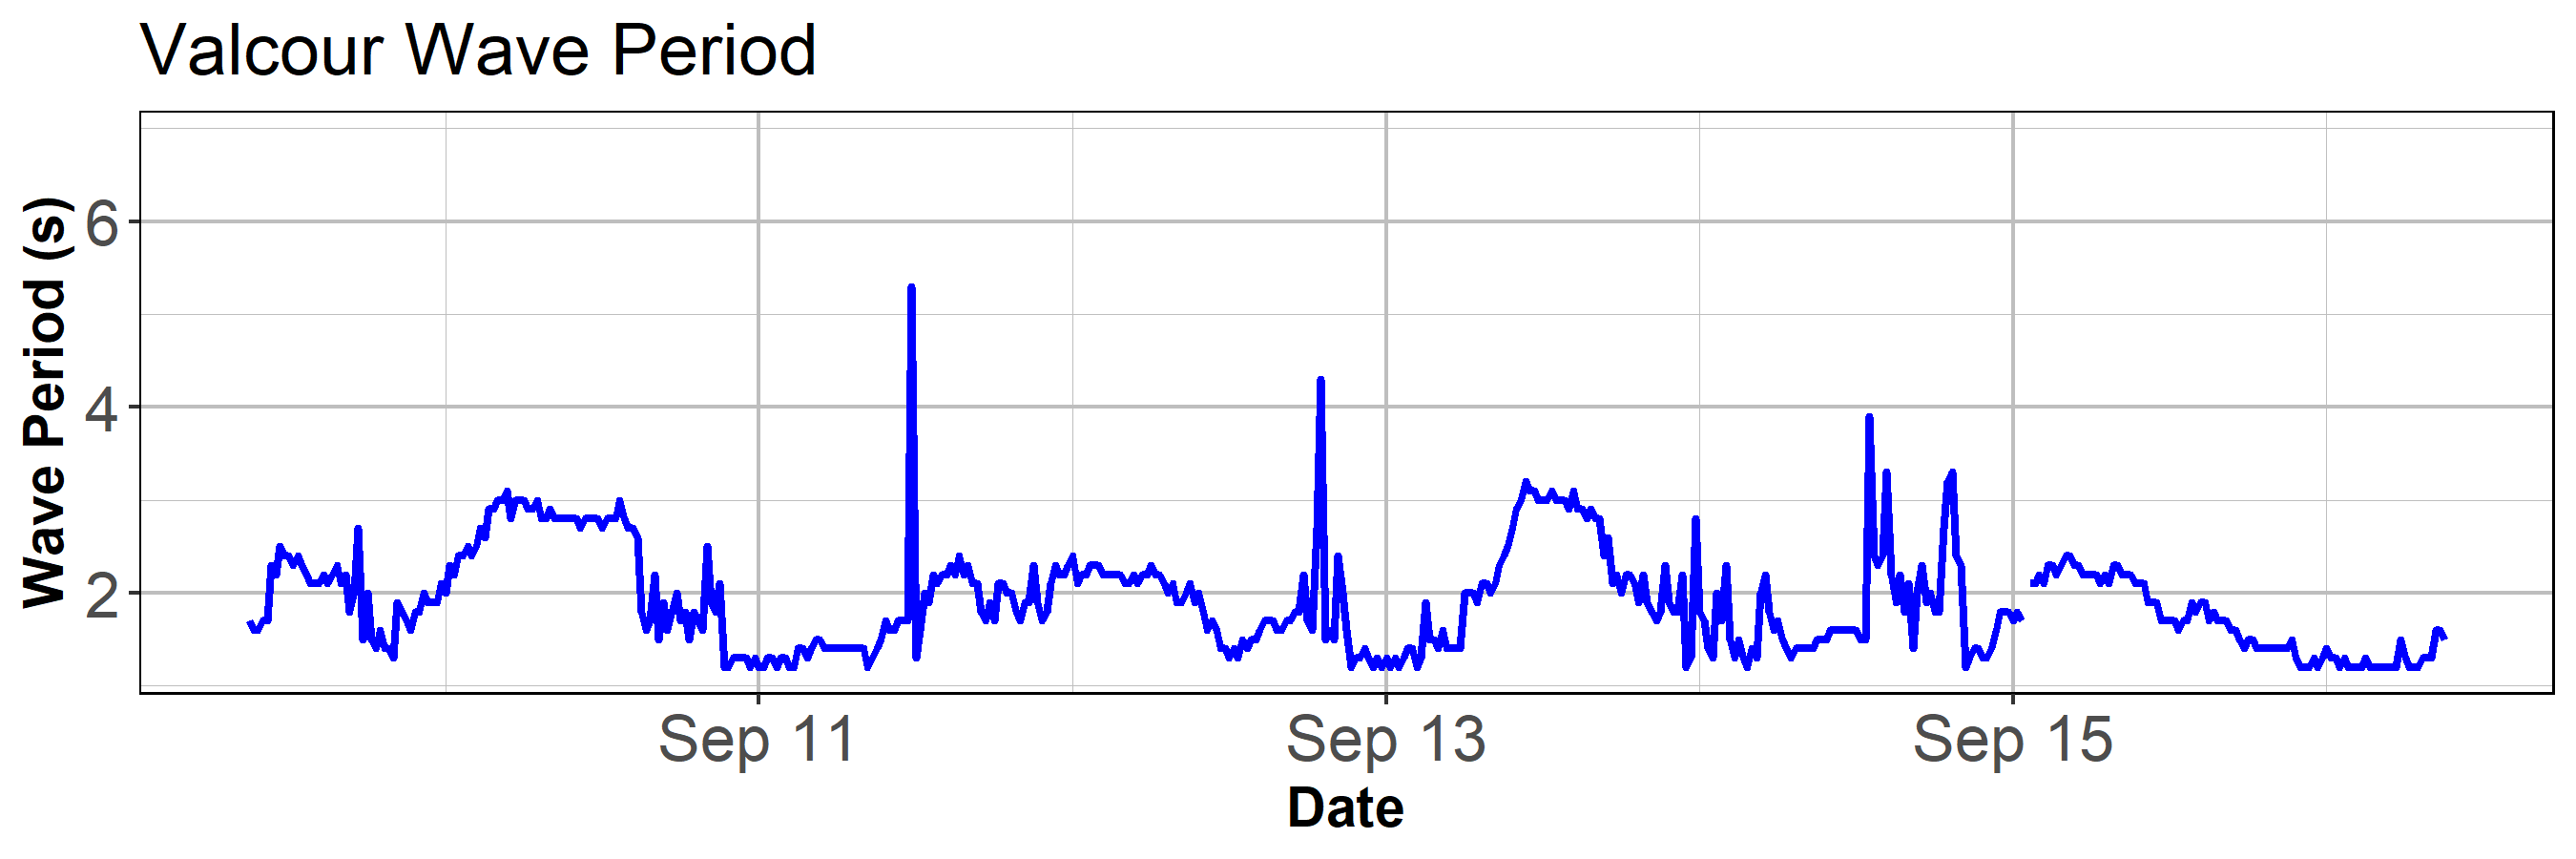 Valcour Wave Period
Wave Period (s)
6
4
2
Sep 11 Sep 13 Sep 15
Date